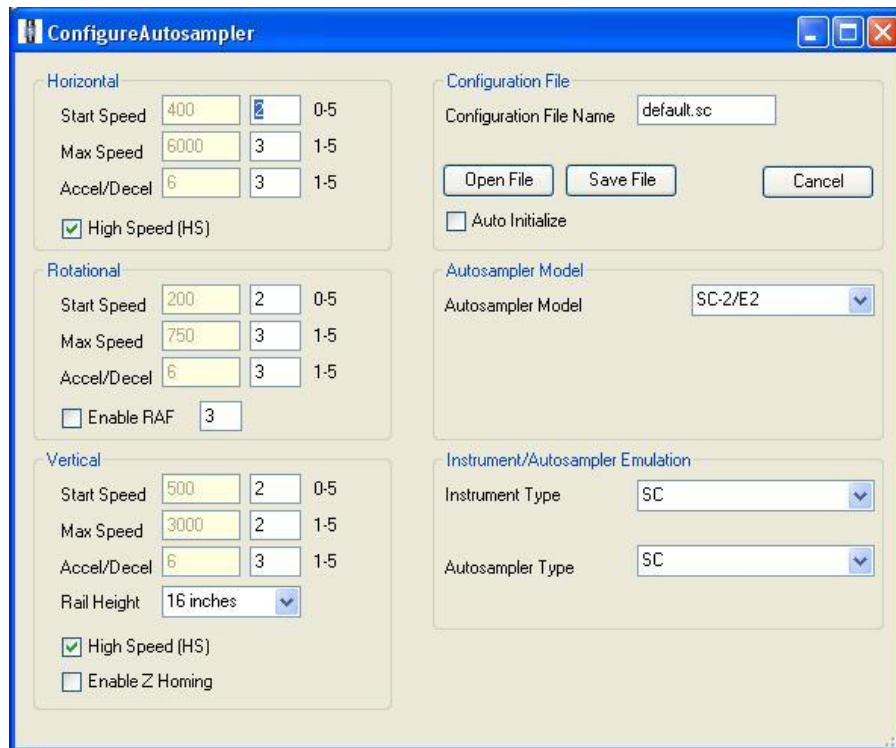 ConfigureAutosampler
Horizontal
Start Speed 400 2 0-5
Max Speed 6000 3 1-5
Accel/Decel 6 3 1-5
High Speed (HS)
Rotational
Start Speed 200 2 0-5
Max Speed 750 3 1-5
Accel/Decel 6 3 1-5
Enable RAF 3
Vertical
Start Speed 500 2 0-5
Max Speed 3000 2 1-5
Accel/Decel 6 3 1-5
Rail Height 16 inches
High Speed (HS)
Enable Z Homing
Configuration File
Configuration File Name default.sc
Open File Save File Cancel
Auto Initialize
Autosampler Model
Autosampler Model SC-2/E2
Instrument/Autosampler Emulation
Instrument Type SC
Autosampler Type SC